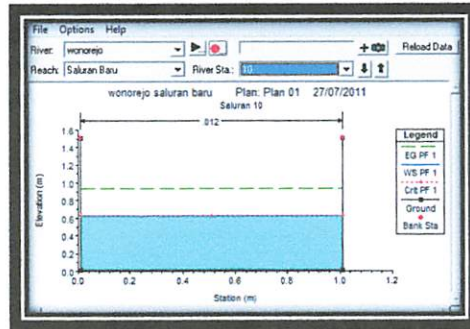 File Options Help
River: wonorejo Reload Data
Reach: Saluran Baru River Sta.: 10
wonorejo saluran baru Plan: Plan 01 27/07/2011
Saluran 10
.012
Legend
EG PF 1
WS PF 1
Crit PF 1
Ground
Bank Sta
Elevation (m)
1.6
1.4
1.2
1.0
0.8
0.6
0.4
0.2
0.0
0.0 0.2 0.4 0.6 0.8 1.0 1.2
Station (m)